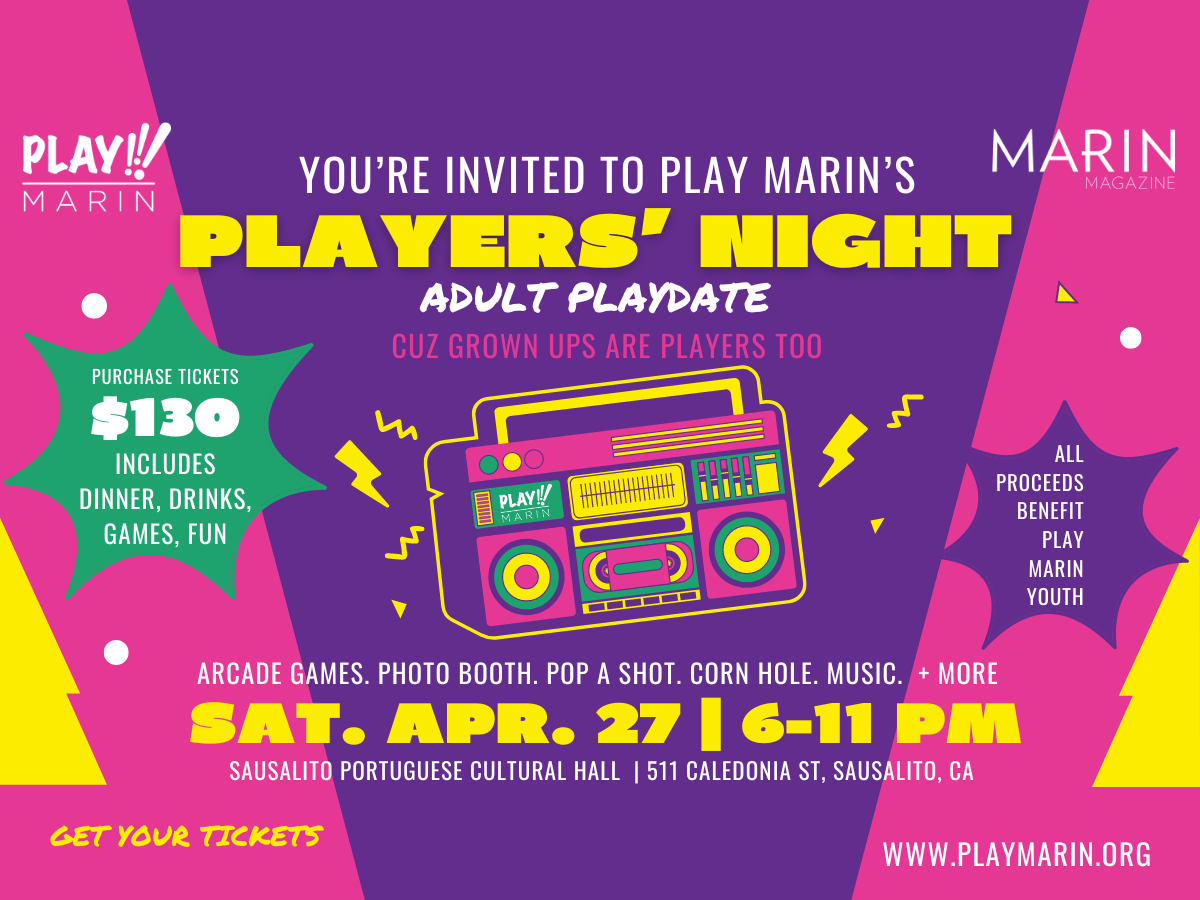 PLAY!!!
MARIN
MARIN
MAGAZINE
YOU'RE INVITED TO PLAY MARIN'S
PLAYERS' NIGHT
ADULT PLAYDATE
CUZ GROWN UPS ARE PLAYERS TOO
PURCHASE TICKETS
$130
INCLUDES
DINNER, DRINKS,
GAMES, FUN
PLAY!!!
MARIN
ALL
PROCEEDS
BENEFIT
PLAY
MARIN
YOUTH
ARCADE GAMES. PHOTO BOOTH. POP A SHOT. CORN HOLE. MUSIC. + MORE
SAT. APR. 27 | 6-11 PM
SAUSALITO PORTUGUESE CULTURAL HALL | 511 CALEDONIA ST, SAUSALITO, CA
GET YOUR TICKETS
WWW.PLAYMARIN.ORG